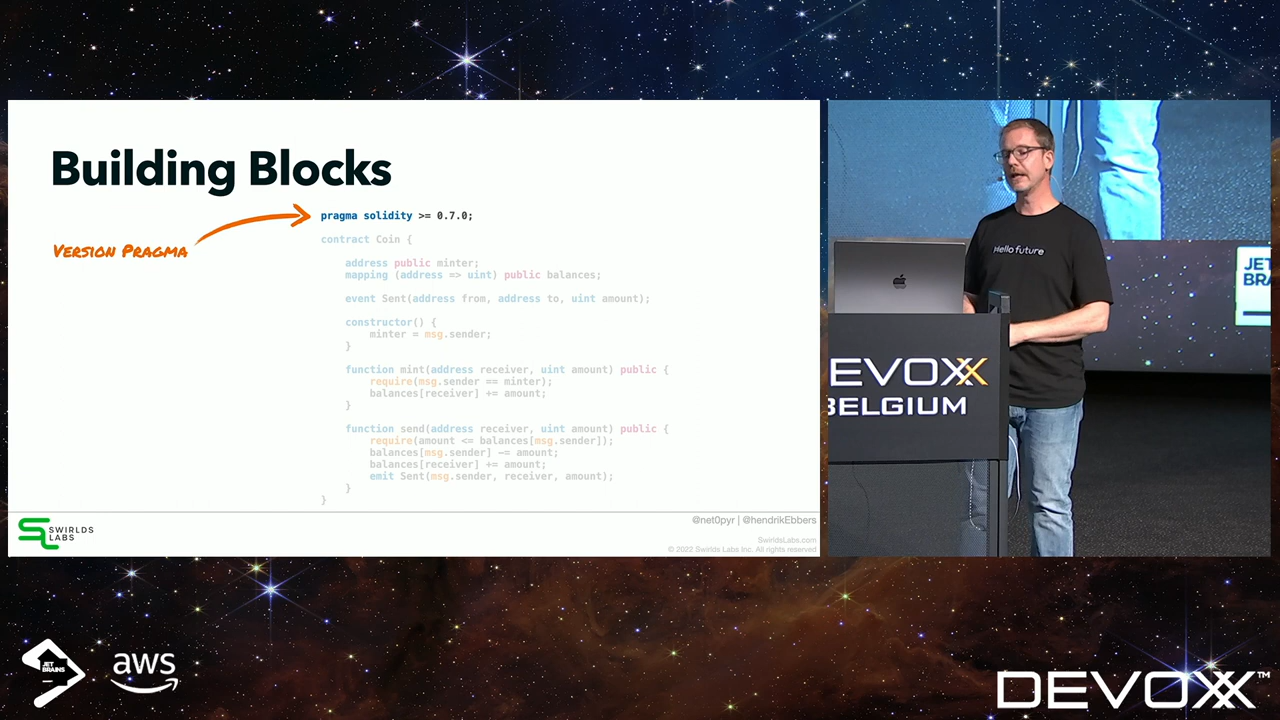 Building Blocks
Version Pragma
pragma solidity >= 0.7.0;
contract Coin {
address public minter;
mapping (address => uint) public balances;
event Sent(address from, address to, uint amount);
constructor() {
minter = msg.sender;
}
function mint(address receiver, uint amount) public {
require(msg.sender == minter);
balances[receiver] += amount;
}
function send(address receiver, uint amount) public {
require(amount <= balances[msg.sender]);
balances[msg.sender] -= amount;
balances[receiver] += amount;
emit Sent(msg.sender, receiver, amount);
}
}
SWIRLDS
LABS
@net0pyr | @hendrikEbbers
SwirldsLabs.com
© 2022 Swirlds Labs Inc. All rights reserved
Hello future
JET
BRA
DEVOXX
BELGIUM
JET
BRAINS
aws
DEVOXX™